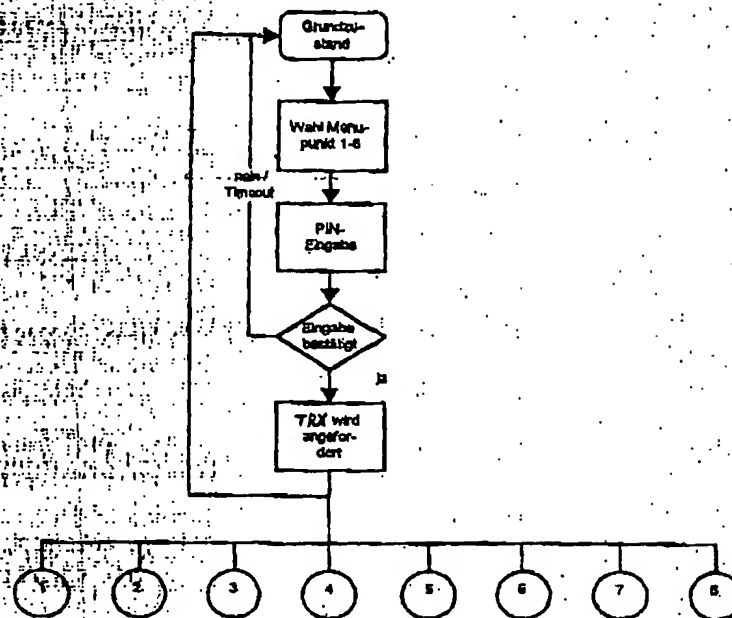 Grundzu-
stand
Wahl Menu-
punkt 1-6
nein/
Timeout
PIN-
Eingabe
Eingabe
bestätigt
ja
TRX wird
angefor-
dert
1
2
3
4
5
6
7
8